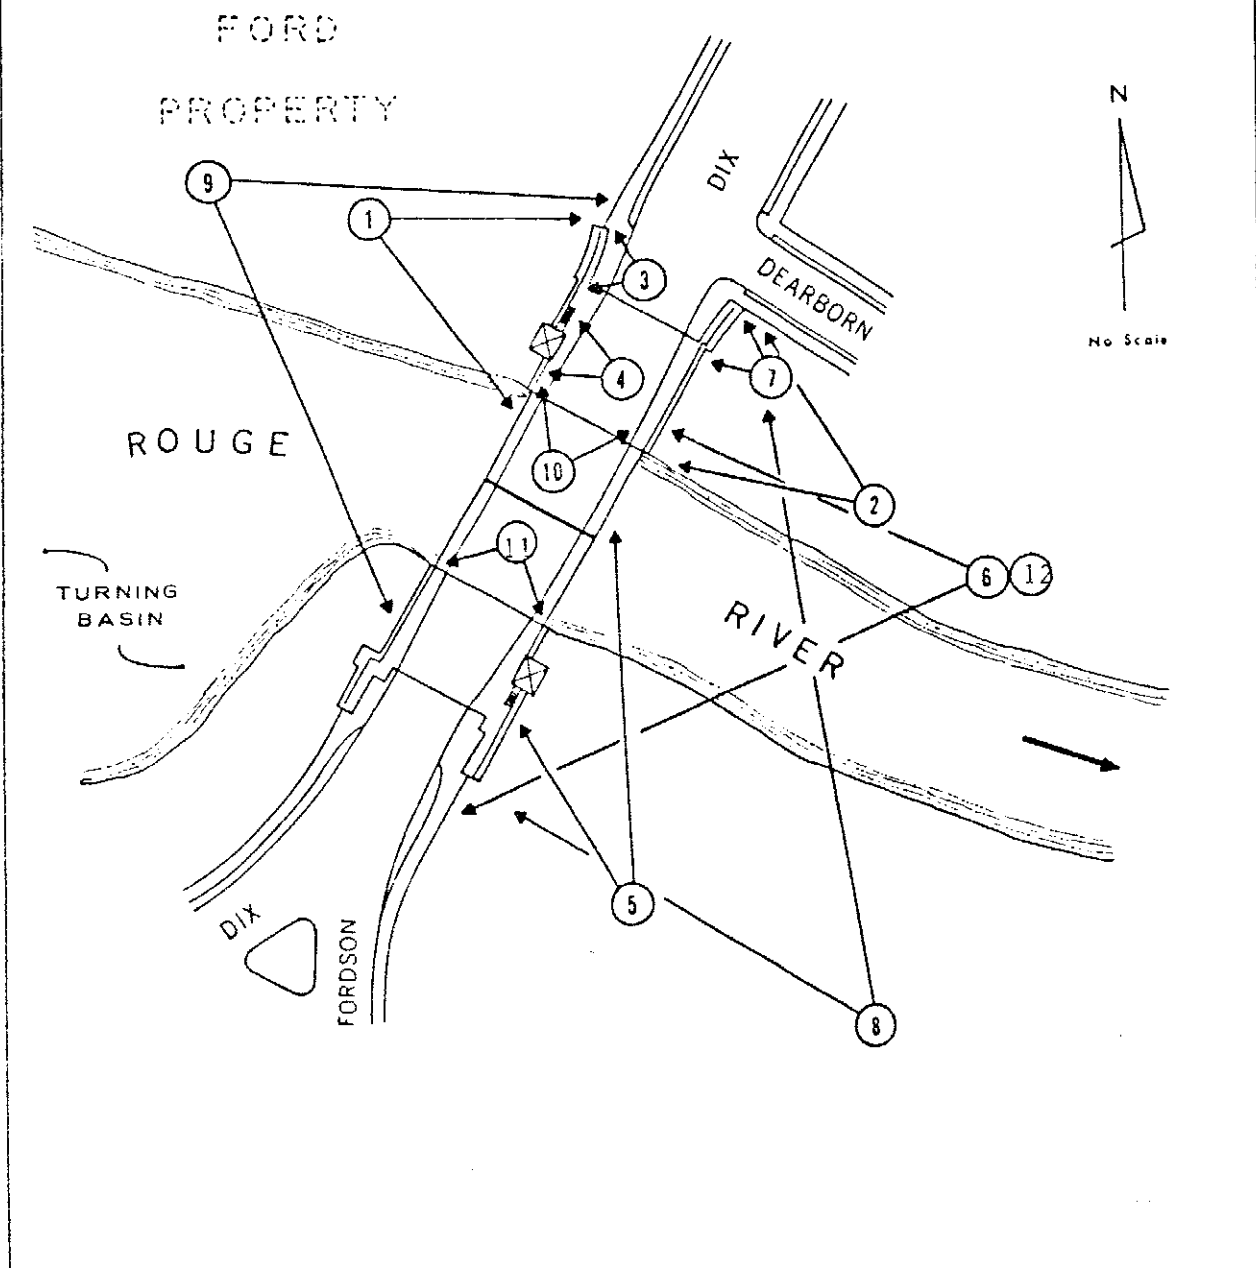 FORD
PROPERTY
N
No Scale
DIX
9
1
3
DEARBORN
4
7
ROUGE
10
2
11
6 12
TURNING
BASIN
RIVER
5
DIX
FORDSON
8